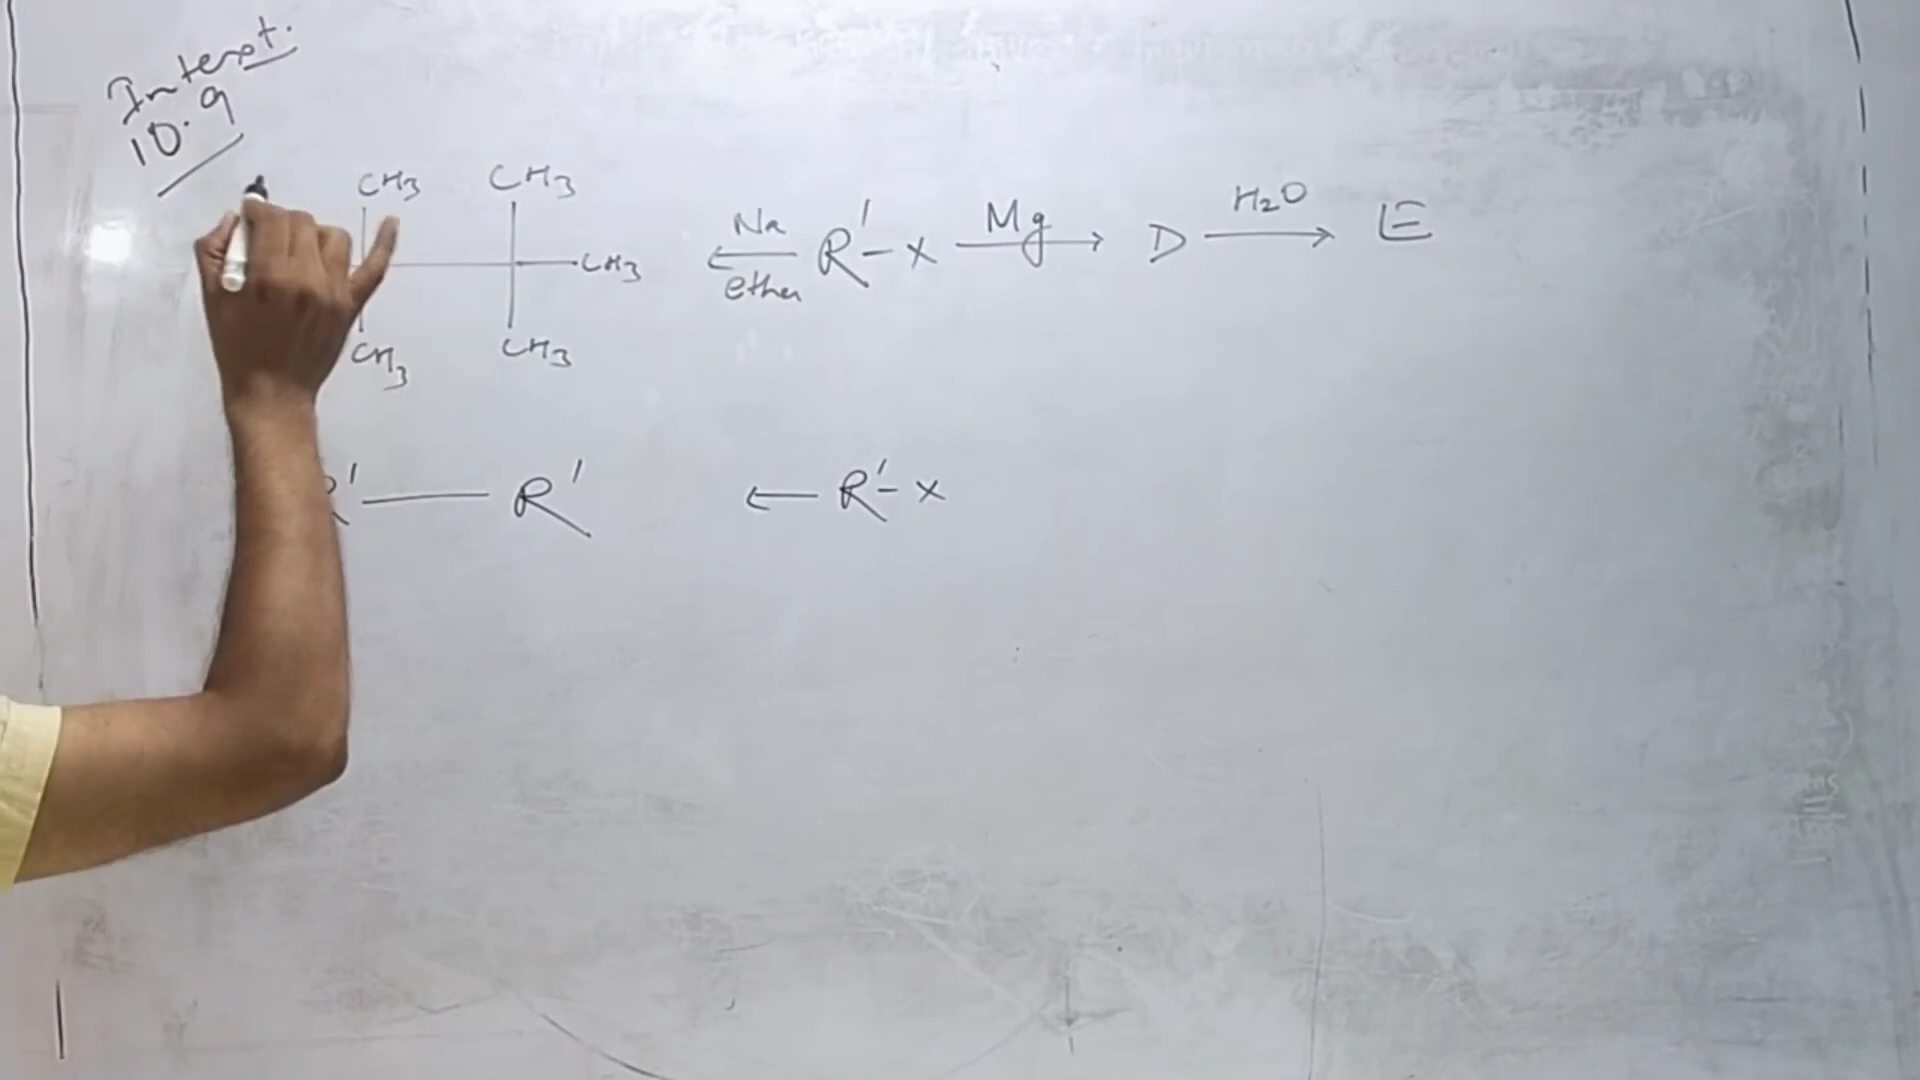 Intext.
10.9
CH3 CH3
CH3 ←Na ether R'-X Mg→ D H2O→ E
CH3 CH3
R'—R' ← R'-X